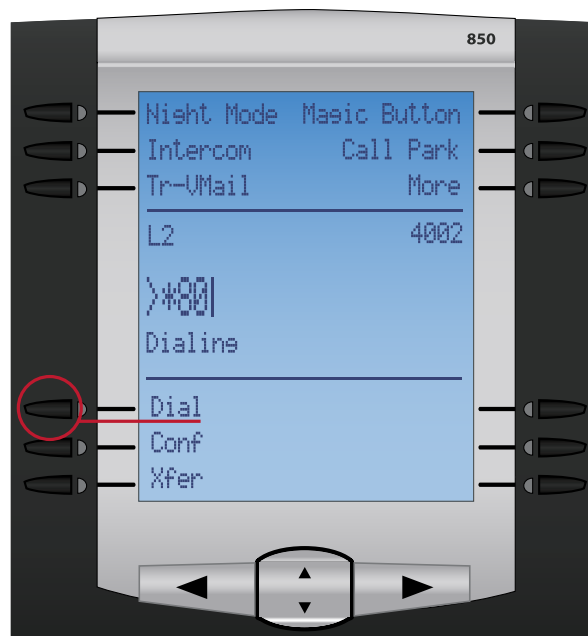 850
Night Mode Magic Button
Intercom Call Park
Tr-VMail More
L2 4002
>*80
Dialing
Dial
Conf
Xfer